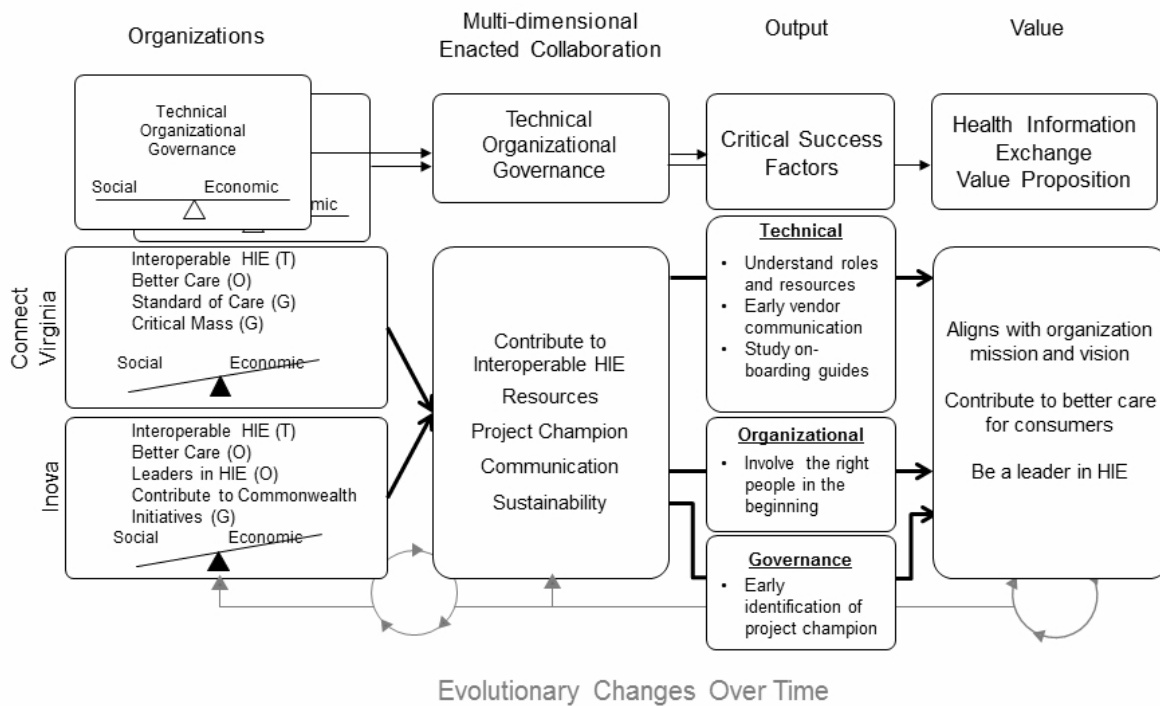 Organizations
Multi-dimensional
Enacted Collaboration
Output
Value
Technical
Organizational
Governance
Social Economic
mic
Technical
Organizational
Governance
Critical Success
Factors
Health Information
Exchange
Value Proposition
Connect
Virginia
Interoperable HIE (T)
Better Care (O)
Standard of Care (G)
Critical Mass (G)
Social Economic
Inova
Interoperable HIE (T)
Better Care (O)
Leaders in HIE (O)
Contribute to Commonwealth
Initiatives (G)
Social Economic
Contribute to
Interoperable HIE
Resources
Project Champion
Communication
Sustainability
Technical
• Understand roles
and resources
• Early vendor
communication
• Study on-
boarding guides
Organizational
• Involve the right
people in the
beginning
Governance
• Early
identification of
project champion
Aligns with organization
mission and vision
Contribute to better care
for consumers
Be a leader in HIE
Evolutionary Changes Over Time